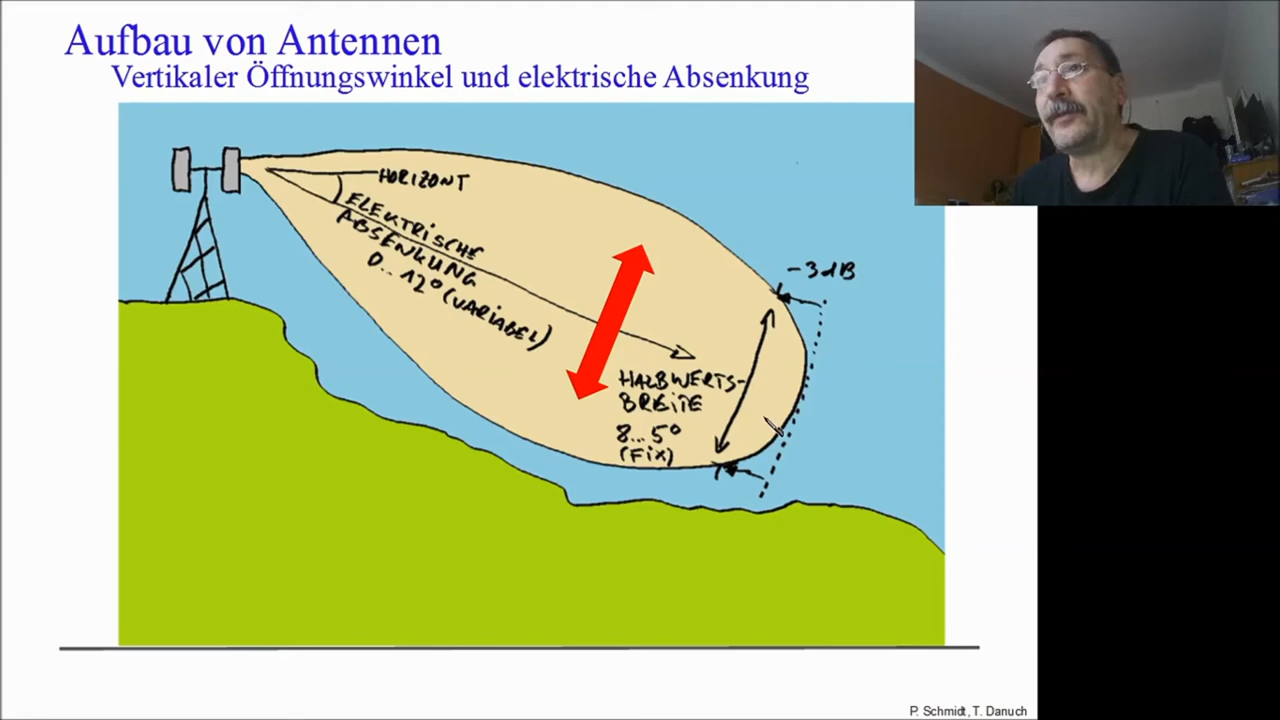 Aufbau von Antennen
Vertikaler Öffnungswinkel und elektrische Absenkung
HORIZONT
ELEKTRISCHE
ABSENKUNG
0...12° (VARIABEL)
-3dB
HALBWERTS-
BREITE
8...5°
(FIX)
P. Schmidt, T. Danuch